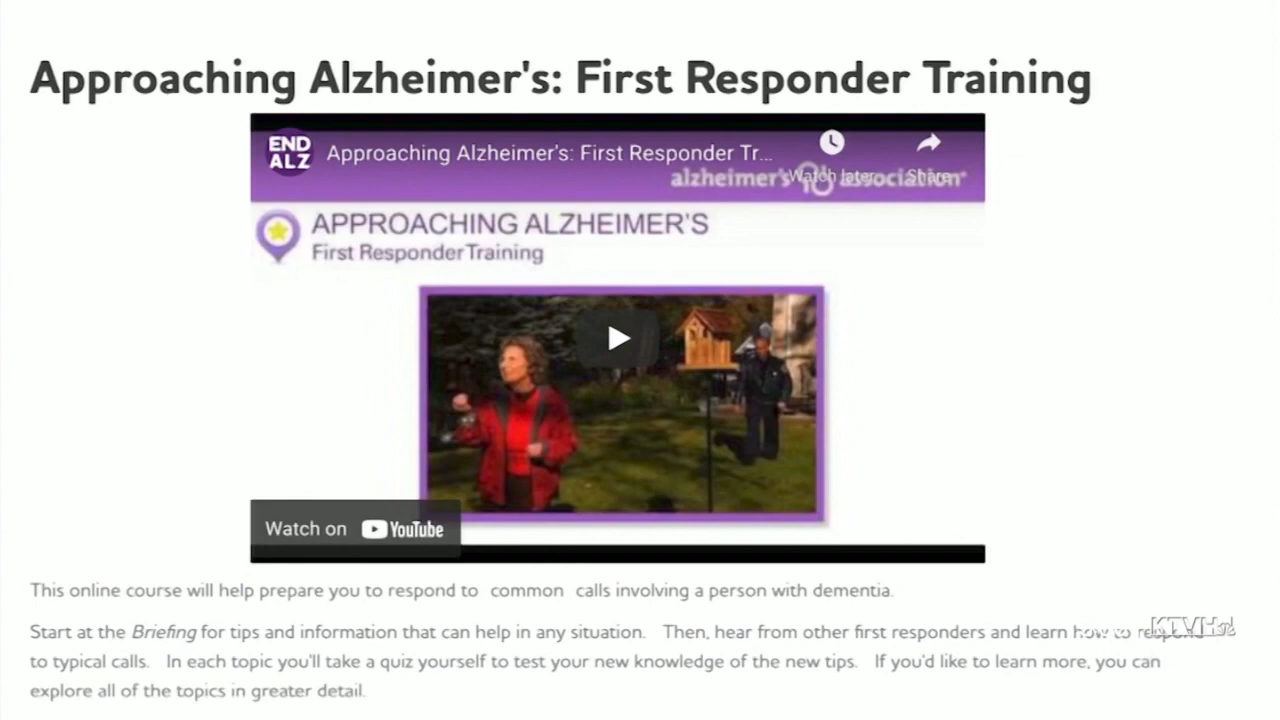 Approaching Alzheimer's: First Responder Training
END
ALZ
Approaching Alzheimer's: First Responder Tr...
Watch later
Share
alzheimer's association®
APPROACHING ALZHEIMER'S
First Responder Training
Watch on YouTube
This online course will help prepare you to respond to common calls involving a person with dementia.
Start at the Briefing for tips and information that can help in any situation. Then, hear from other first responders and learn how to respond
to typical calls. In each topic you'll take a quiz yourself to test your new knowledge of the new tips. If you'd like to learn more, you can
explore all of the topics in greater detail.
KTVH